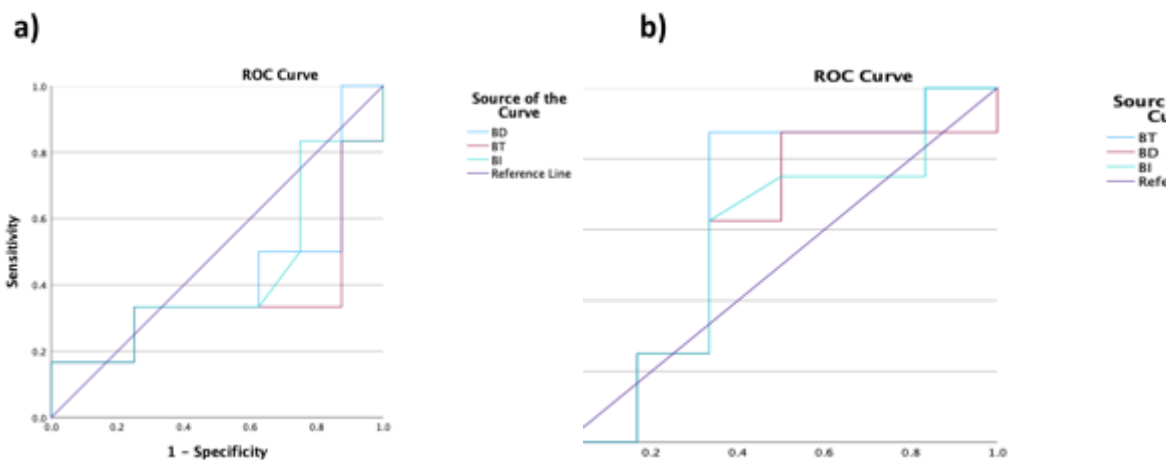 a)
ROC Curve
Source of the
Curve
BD
BT
BI
Reference Line
1.0
0.8
0.6
0.4
0.2
0.0
Sensitivity
0.0 0.2 0.4 0.6 0.8 1.0
1 - Specificity
b)
ROC Curve
Sourc
Cu
BT
BD
BI
Refe
0.2 0.4 0.6 0.8 1.0